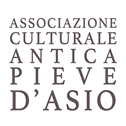 ASSOCIAZIONE
CULTURALE
ANTICA
PIEVE
D'ASIO